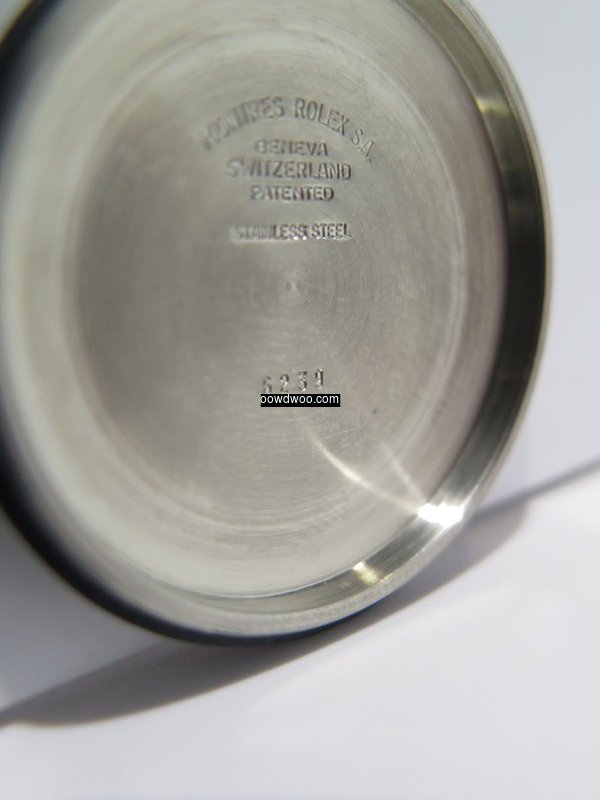 MONTRES ROLEX S.A.
GENEVA
SWITZERLAND
PATENTED
STAINLESS STEEL
6239
oowdwoo.com